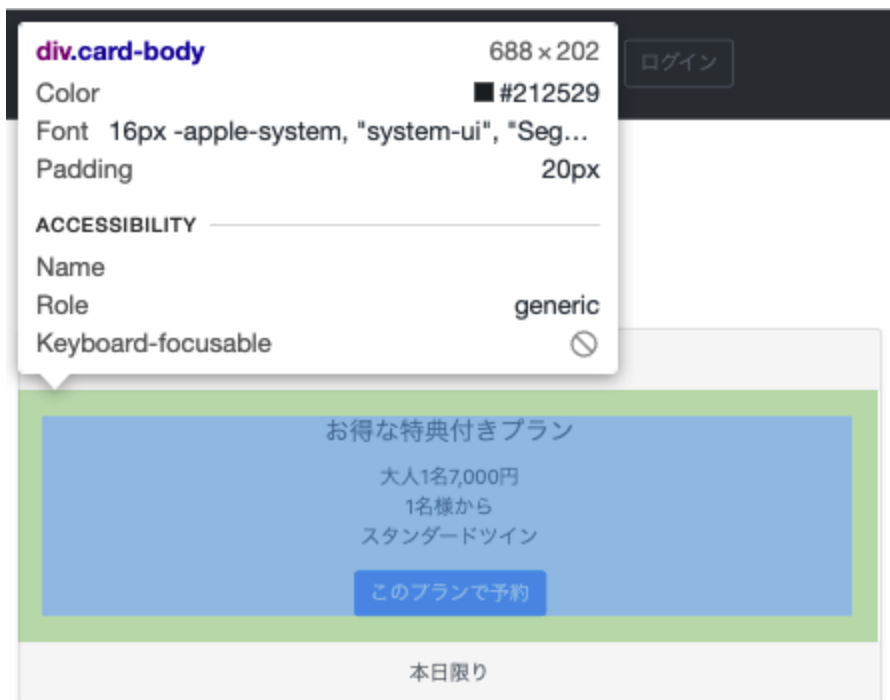 div.card-body 688 × 202
ログイン
Color #212529
Font 16px -apple-system, "system-ui", "Seg…
Padding 20px
ACCESSIBILITY
Name
Role generic
Keyboard-focusable
お得な特典付きプラン
大人1名7,000円
1名様から
スタンダードツイン
このプランで予約
本日限り